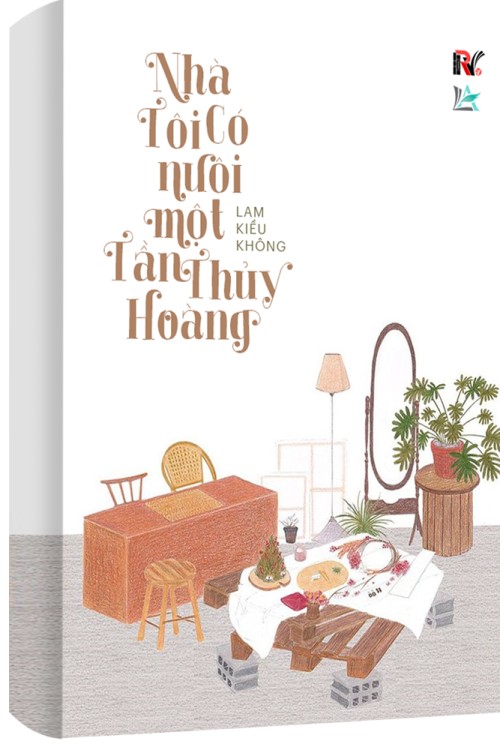 Nhà
Tôi Có
nuôi
một
Tần Thủy
Hoàng
LAM
KIỀU
KHÔNG